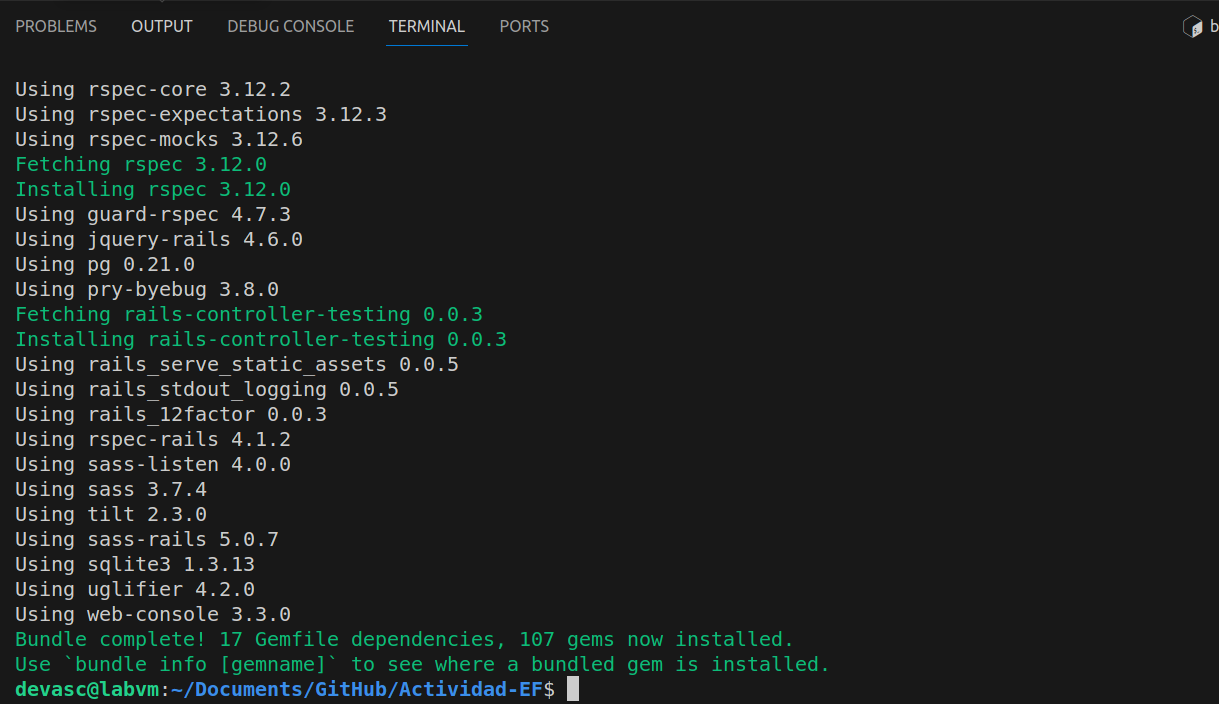 PROBLEMS OUTPUT DEBUG CONSOLE TERMINAL PORTS b
Using rspec-core 3.12.2
Using rspec-expectations 3.12.3
Using rspec-mocks 3.12.6
Fetching rspec 3.12.0
Installing rspec 3.12.0
Using guard-rspec 4.7.3
Using jquery-rails 4.6.0
Using pg 0.21.0
Using pry-byebug 3.8.0
Fetching rails-controller-testing 0.0.3
Installing rails-controller-testing 0.0.3
Using rails_serve_static_assets 0.0.5
Using rails_stdout_logging 0.0.5
Using rails_12factor 0.0.3
Using rspec-rails 4.1.2
Using sass-listen 4.0.0
Using sass 3.7.4
Using tilt 2.3.0
Using sass-rails 5.0.7
Using sqlite3 1.3.13
Using uglifier 4.2.0
Using web-console 3.3.0
Bundle complete! 17 Gemfile dependencies, 107 gems now installed.
Use `bundle info [gemname]` to see where a bundled gem is installed.
devasc@labvm:~/Documents/GitHub/Actividad-EF$